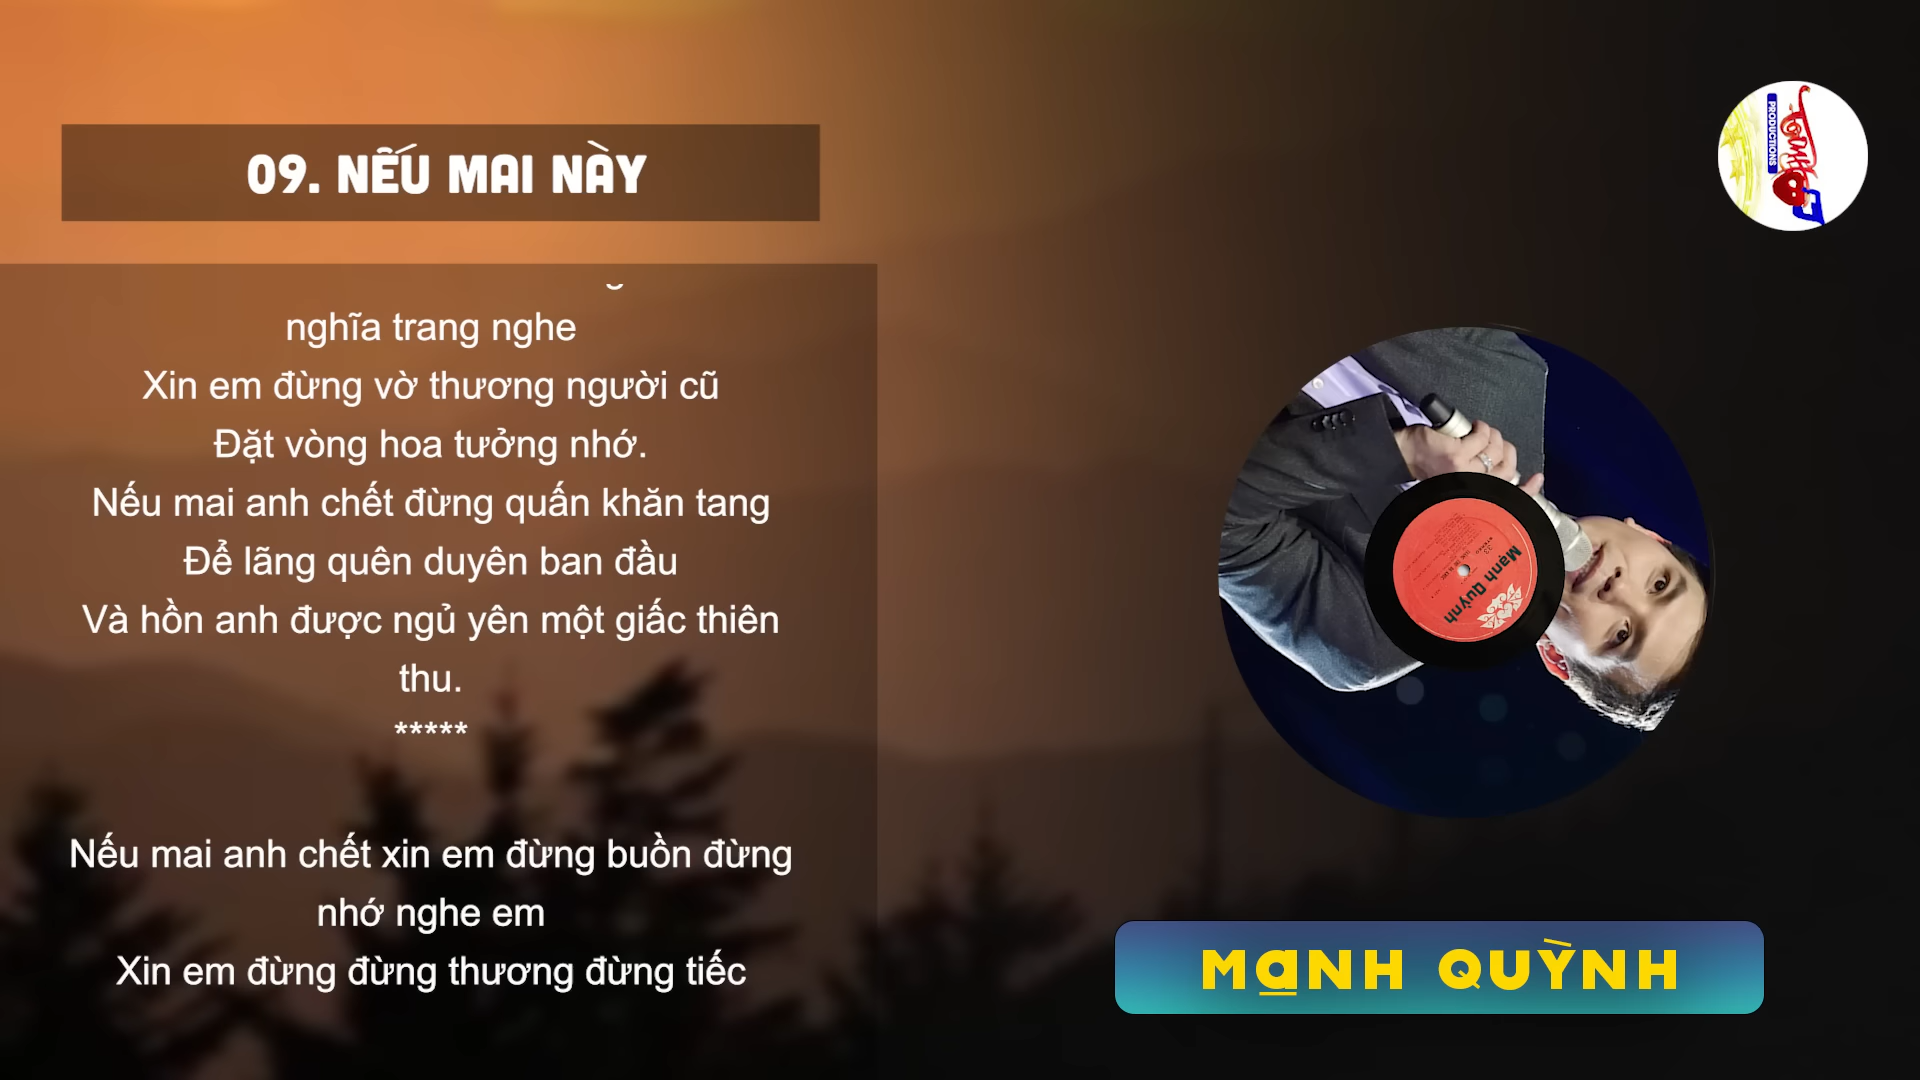 09. NẾU MAI NÀY
nghĩa trang nghe
Xin em đừng vờ thương người cũ
Đặt vòng hoa tưởng nhớ.
Nếu mai anh chết đừng quấn khăn tang
Để lãng quên duyên ban đầu
Và hồn anh được ngủ yên một giấc thiên
thu.
*****
Nếu mai anh chết xin em đừng buồn đừng
nhớ nghe em
Xin em đừng đừng thương đừng tiếc
PRODUCTIONS
Mạnh Quỳnh
MẠNH QUỲNH